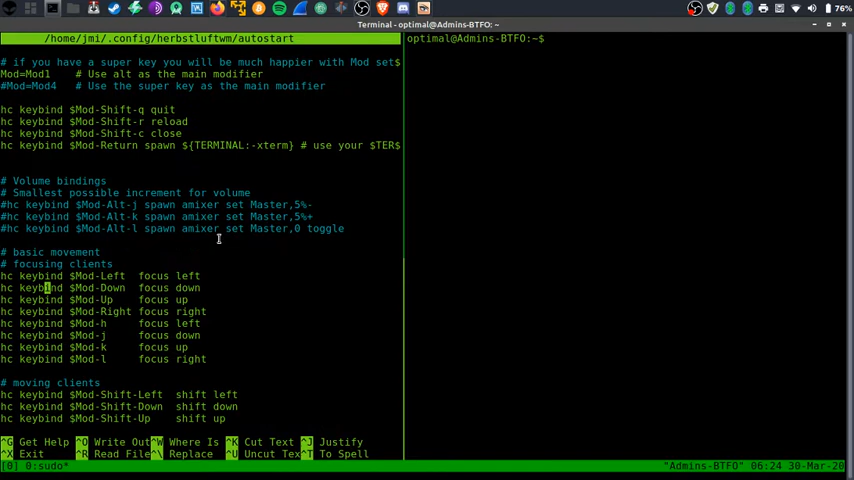 76%
Terminal - optimal@Admins-BTFO:~
/home/jmi/.config/herbstluftwm/autostart
optimal@Admins-BTFO:~$
# if you have a super key you will be much happier with Mod set$
Mod=Mod1   # Use alt as the main modifier
#Mod=Mod4   # Use the super key as the main modifier
hc keybind $Mod-Shift-q quit
hc keybind $Mod-Shift-r reload
hc keybind $Mod-Shift-c close
hc keybind $Mod-Return spawn ${TERMINAL:-xterm} # use your $TER$
# Volume bindings
# Smallest possible increment for volume
#hc keybind $Mod-Alt-j spawn amixer set Master,5%-
#hc keybind $Mod-Alt-k spawn amixer set Master,5%+
#hc keybind $Mod-Alt-l spawn amixer set Master,0 toggle
# basic movement
# focusing clients
hc keybind $Mod-Left  focus left
hc keybind $Mod-Down  focus down
hc keybind $Mod-Up    focus up
hc keybind $Mod-Right focus right
hc keybind $Mod-h     focus left
hc keybind $Mod-j     focus down
hc keybind $Mod-k     focus up
hc keybind $Mod-l     focus right
# moving clients
hc keybind $Mod-Shift-Left  shift left
hc keybind $Mod-Shift-Down  shift down
hc keybind $Mod-Shift-Up    shift up
^G Get Help ^O Write Out ^W Where Is ^K Cut Text ^J Justify
^X Exit ^R Read File ^\ Replace ^U Uncut Tex ^T To Spell
[0] 0:sudo* "Admins-BTFO" 06:24 30-Mar-20